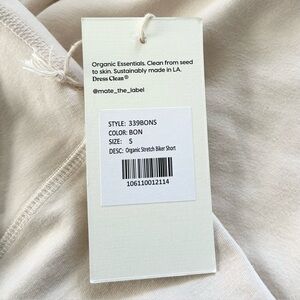 Organic Essentials. Clean from seed
to skin. Sustainably made in LA.
Dress Clean®
@mate_the_label
STYLE: 339BONS
COLOR: BON
SIZE: S
DESC: Organic Stretch Biker Short
106110012114